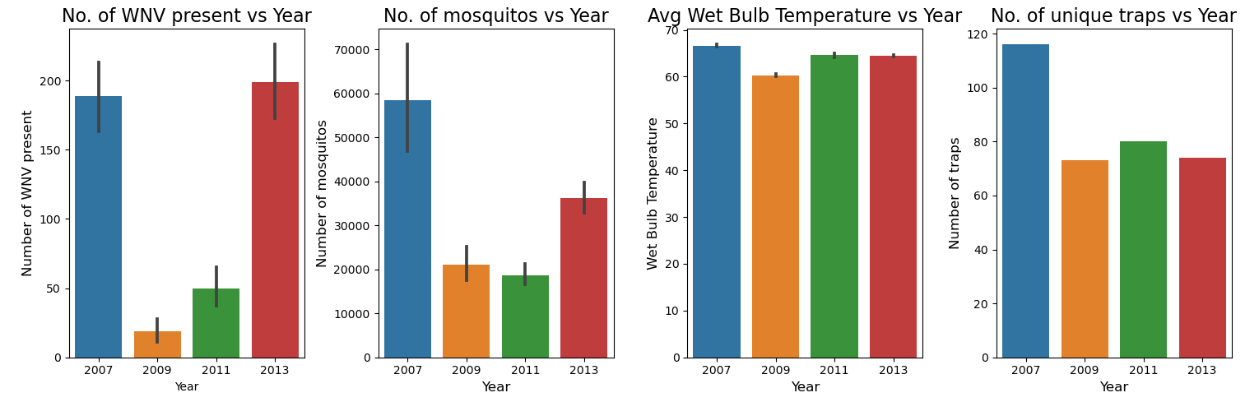 No. of WNV present vs Year
Number of WNV present
200
150
100
50
0
2007 2009 2011 2013
Year
No. of mosquitos vs Year
Number of mosquitos
70000
60000
50000
40000
30000
20000
10000
0
2007 2009 2011 2013
Year
Avg Wet Bulb Temperature vs Year
Wet Bulb Temperature
70
60
50
40
30
20
10
0
2007 2009 2011 2013
Year
No. of unique traps vs Year
Number of traps
120
100
80
60
40
20
0
2007 2009 2011 2013
Year